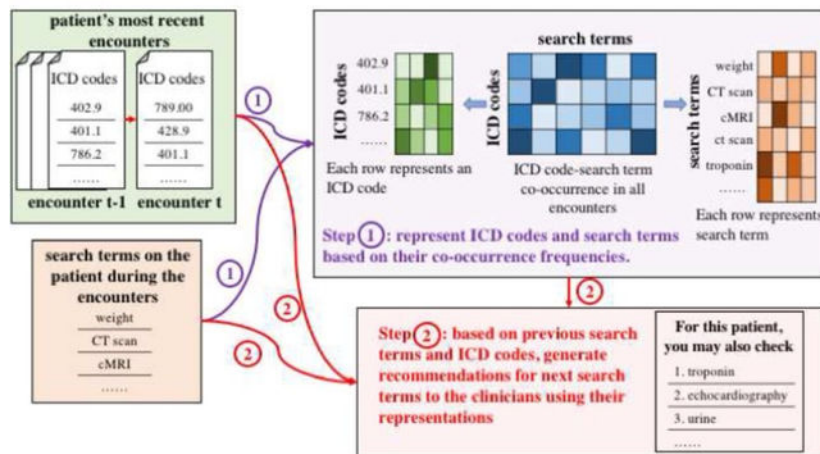 patient's most recent
encounters
ICD codes
402.9
401.1
786.2
......
encounter t-1
ICD codes
789.00
428.9
401.1
......
encounter t
1
search terms on the
patient during the
encounters
weight
CT scan
cMRI
......
1
2
2
ICD codes
402.9
401.1
786.2
......
Each row represents an
ICD code
search terms
ICD codes
ICD code-search term
co-occurrence in all
encounters
search terms
weight
CT scan
cMRI
ct scan
troponin
......
Each row represents
search term
Step 1: represent ICD codes and search terms
based on their co-occurrence frequencies.
2
Step 2: based on previous search
terms and ICD codes, generate
recommendations for next search
terms to the clinicians using their
representations
For this patient,
you may also check
1. troponin
2. echocardiography
3. urine
......